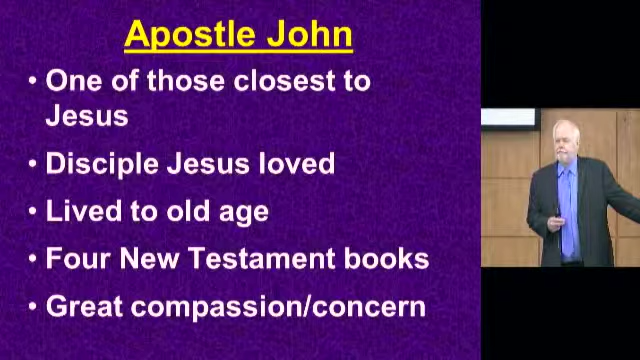 Apostle John
• One of those closest to
Jesus
• Disciple Jesus loved
• Lived to old age
• Four New Testament books
• Great compassion/concern